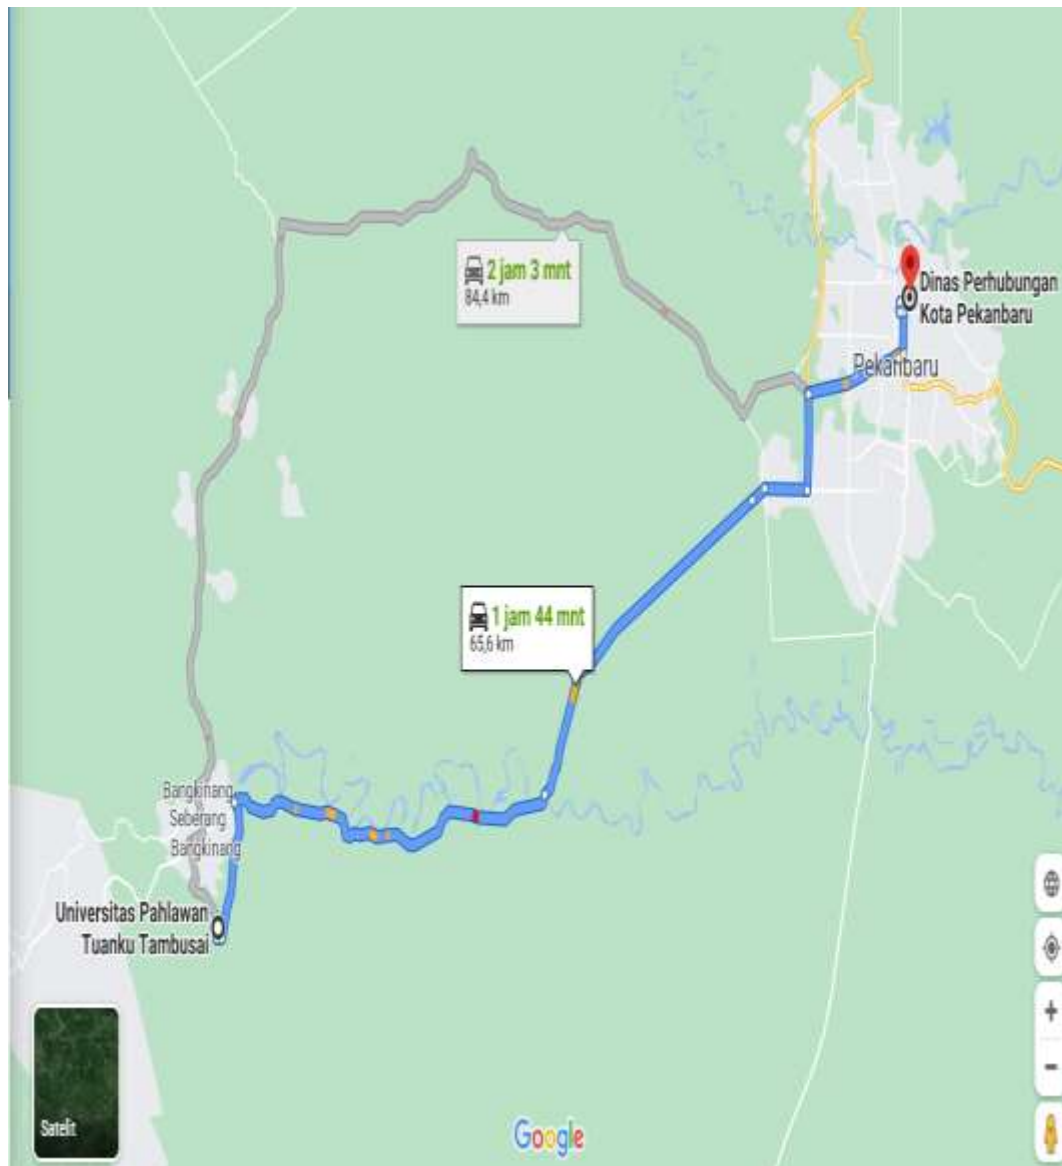 2 jam 3 mnt
84,4 km
Dinas Perhubungan
Kota Pekanbaru
Pekanbaru
1 jam 44 mnt
65,6 km
Bangkinang
Seberang
Bangkinang
Universitas Pahlawan
Tuanku Tambusai
Satelit
Google